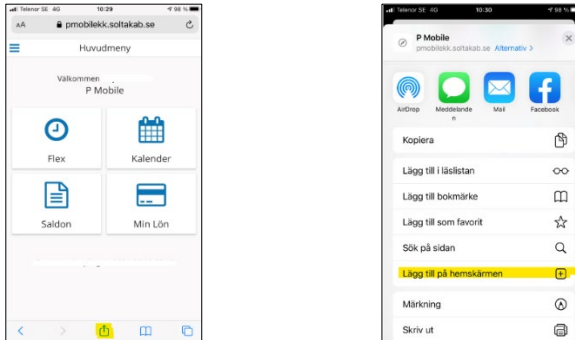 Telenor SE 4G 10:29 98 %
AA pmobilekk.soltakab.se
Huvudmeny
Välkommen
P Mobile
Flex
Kalender
Saldon
Min Lön
Telenor SE 4G 10:30 98 %
P Mobile
pmobilekk.soltakab.se Alternativ >
AirDrop
Meddelande
n
Mail
Facebook
Kopiera
Lägg till i läslistan
Lägg till bokmärke
Lägg till som favorit
Sök på sidan
Lägg till på hemskärmen
Märkning
Skriv ut